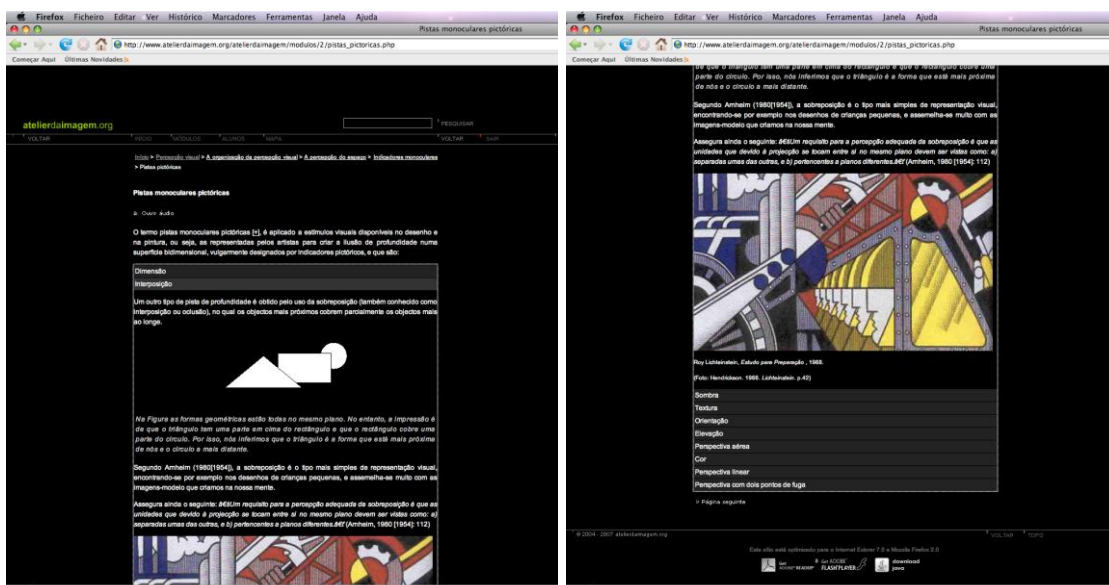 Firefox Ficheiro Editar Ver Histórico Marcadores Ferramentas Janela Ajuda
Pistas monoculares pictóricas
http://www.atelierdaimagem.org/atelierdaimagem/modulos/2/pistas_pictoricas.php
Começar Aqui Últimas Novidades
atelierdaimagem.org
PESQUISAR
VOLTAR INÍCIO MÓDULOS ALUNOS MAPA VOLTAR SAIR
Início > Percepção visual > A organização da percepção visual > A percepção do espaço > Indicadores monoculares
> Pistas pictóricas
Pistas monoculares pictóricas
Ouvir áudio
O termo pistas monoculares pictóricas [+], é aplicado a estímulos visuais disponíveis no desenho e
na pintura, ou seja, as representadas pelos artistas para criar a ilusão de profundidade numa
superfície bidimensional, vulgarmente designados por indicadores pictóricos, e que são:
Dimensão
Interposição
Um outro tipo de pista de profundidade é obtido pelo uso da sobreposição (também conhecido como
interposição ou oclusão), no qual os objectos mais próximos cobrem parcialmente os objectos mais
ao longe.
Na Figura as formas geométricas estão todas no mesmo plano. No entanto, a impressão é
de que o triângulo tem uma parte em cima do rectângulo e que o rectângulo cobre uma
parte do círculo. Por isso, nós inferimos que o triângulo é a forma que está mais próxima
de nós e o círculo a mais distante.
Segundo Arnheim (1980[1954]), a sobreposição é o tipo mais simples de representação visual,
encontrando-se por exemplo nos desenhos de crianças pequenas, e assemelha-se muito com as
imagens-modelo que criamos na nossa mente.
Assegura ainda o seguinte: â€śUm requisito para a percepção adequada da sobreposição é que as
unidades que devido à projecção se tocam entre si no mesmo plano devem ser vistas como: a)
separadas umas das outras, e b) pertencentes a planos diferentes.â€ť (Arnheim, 1980 [1954]: 112)
Firefox Ficheiro Editar Ver Histórico Marcadores Ferramentas Janela Ajuda
Pistas monoculares pictóricas
http://www.atelierdaimagem.org/atelierdaimagem/modulos/2/pistas_pictoricas.php
Começar Aqui Últimas Novidades
de que o triângulo tem uma parte em cima do rectângulo e que o rectângulo cobre uma
parte do círculo. Por isso, nós inferimos que o triângulo é a forma que está mais próxima
de nós e o círculo a mais distante.
Segundo Arnheim (1980[1954]), a sobreposição é o tipo mais simples de representação visual,
encontrando-se por exemplo nos desenhos de crianças pequenas, e assemelha-se muito com as
imagens-modelo que criamos na nossa mente.
Assegura ainda o seguinte: â€śUm requisito para a percepção adequada da sobreposição é que as
unidades que devido à projecção se tocam entre si no mesmo plano devem ser vistas como: a)
separadas umas das outras, e b) pertencentes a planos diferentes.â€ť (Arnheim, 1980 [1954]: 112)
Roy Lichteinstein, Estudo para Preparação , 1968.
(Foto: Hendrickson. 1988. Lichteinstein. p.42)
Sombra
Textura
Orientação
Elevação
Perspectiva aérea
Cor
Perspectiva linear
Perspectiva com dois pontos de fuga
> Página seguinte
© 2004 - 2007 atelierdaimagem.org VOLTAR TOPO
Este site está optimizado para o Internet Exlorer 7.0 e Mozzila Firefox 2.0
Get ADOBE® READER® Get ADOBE® FLASH® PLAYER download java